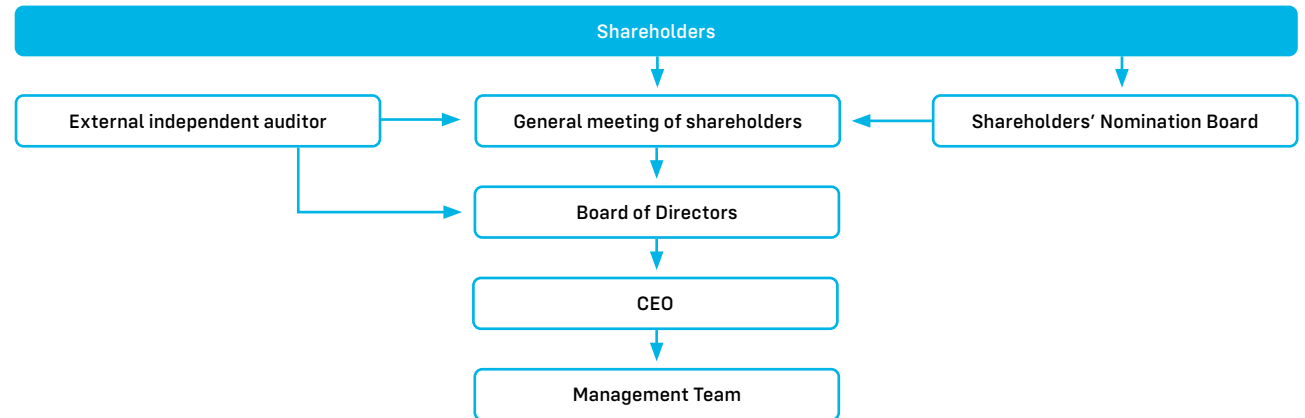 Shareholders
External independent auditor
General meeting of shareholders
Shareholders’ Nomination Board
Board of Directors
CEO
Management Team